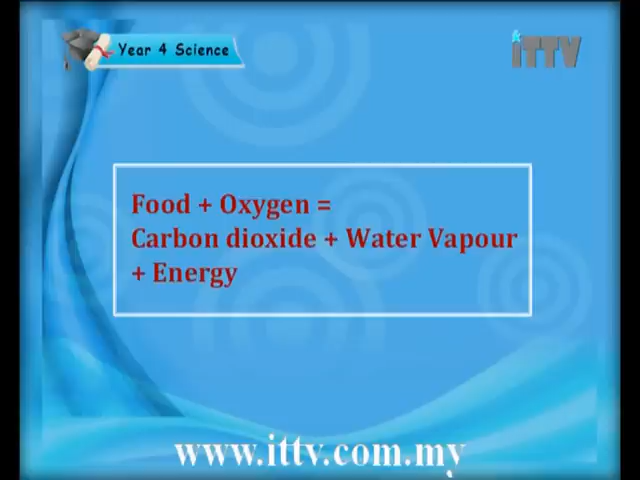 Year 4 Science
iTTV
Food + Oxygen =
Carbon dioxide + Water Vapour
+ Energy
www.ittv.com.my